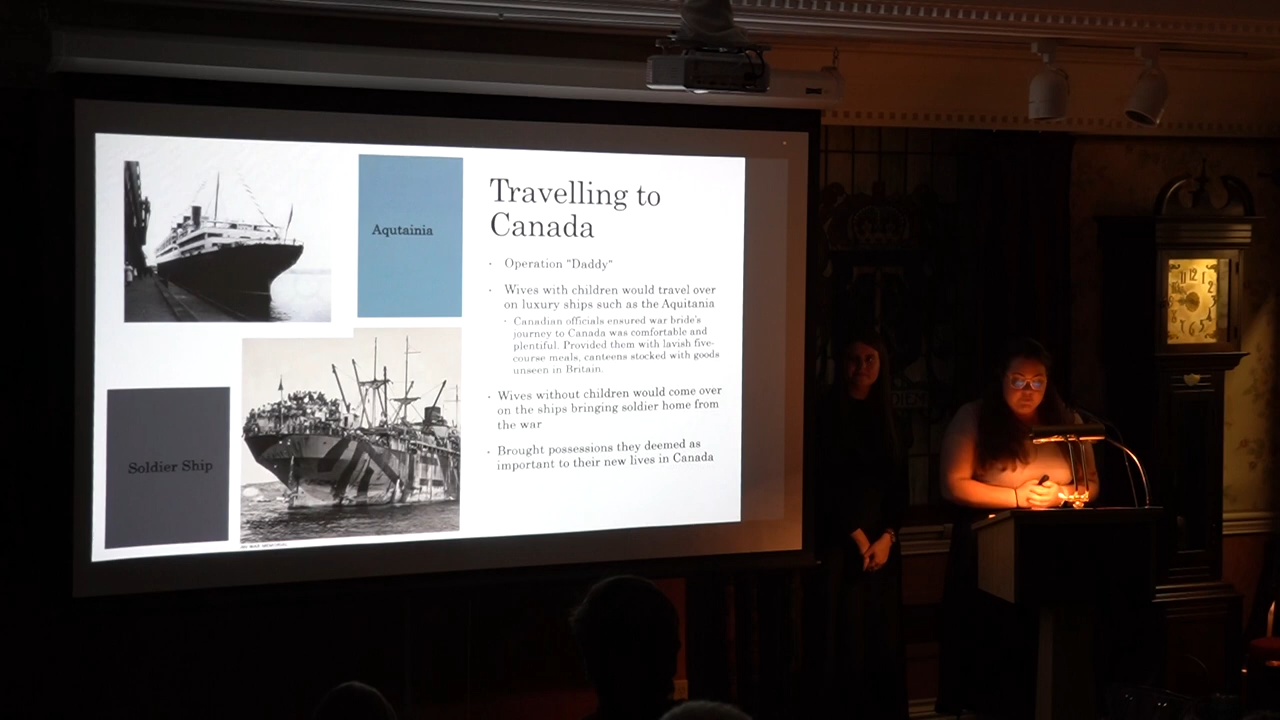 Aqutainia
Soldier Ship
Travelling to
Canada
Operation "Daddy"
Wives with children would travel over
on luxury ships such as the Aquitania
Canadian officials ensured war bride's
journey to Canada was comfortable and
plentiful. Provided them with lavish five-
course meals, canteens stocked with goods
unseen in Britain.
Wives without children would come over
on the ships bringing soldier home from
the war
Brought possessions they deemed as
important to their new lives in Canada